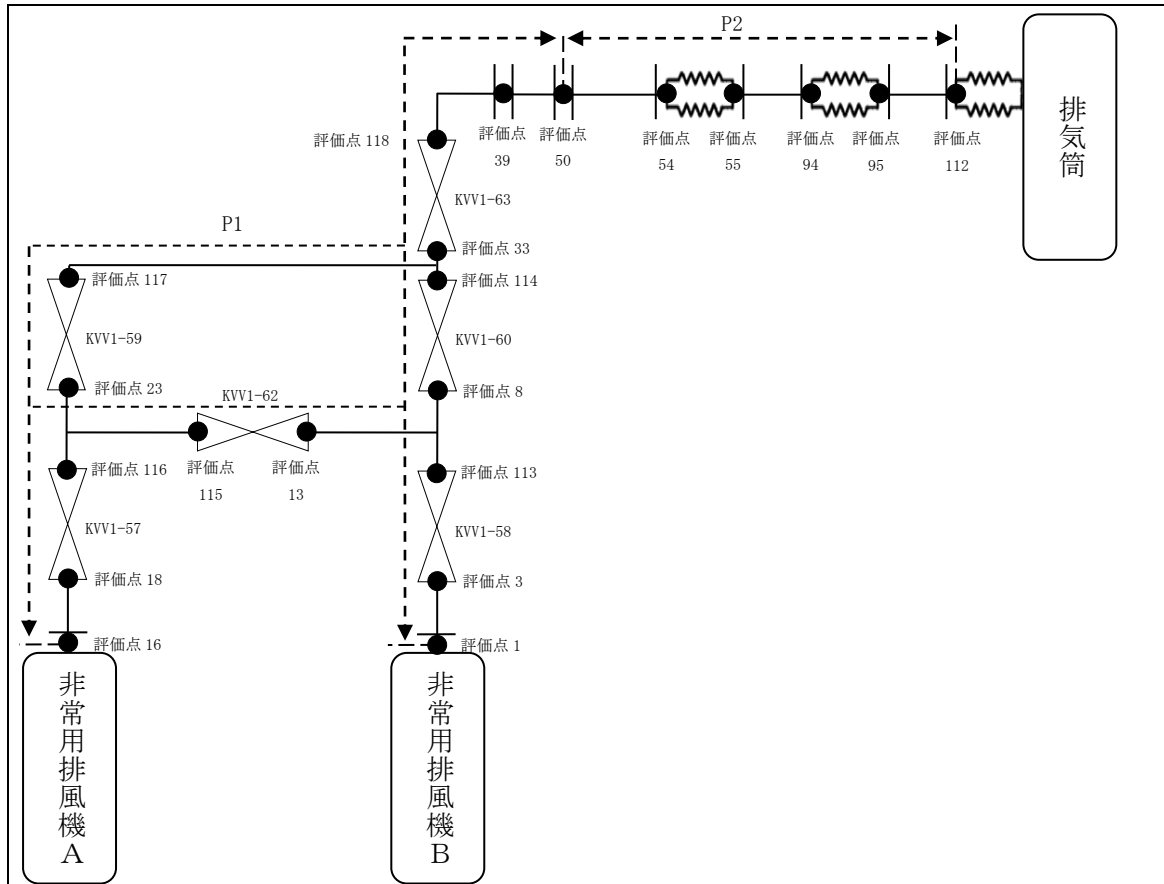 P2
P1
評価点 118
評価点
39
評価点
50
評価点
54
評価点
55
評価点
94
評価点
95
評価点
112
排気筒
KVV1-63
評価点 33
評価点 117
評価点 114
KVV1-59
KVV1-60
評価点 23
KVV1-62
評価点 8
評価点
115
評価点
13
評価点 116
評価点 113
KVV1-57
KVV1-58
評価点 18
評価点 3
評価点 16
評価点 1
非常用排風機A
非常用排風機B